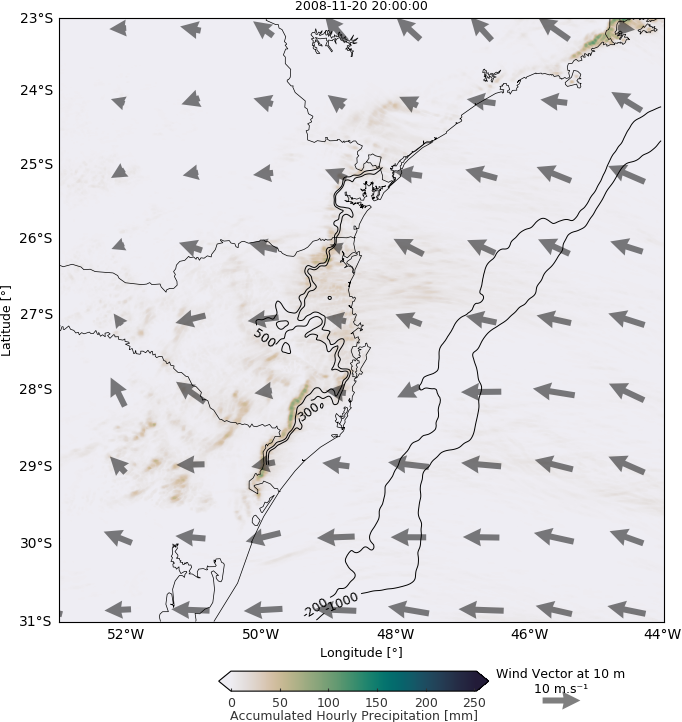 2008-11-20 20:00:00
23°S
24°S
25°S
26°S
27°S
28°S
29°S
30°S
31°S
Latitude [°]
500
300
-200
-1000
52°W 50°W 48°W 46°W 44°W
Longitude [°]
Wind Vector at 10 m
10 m.s⁻¹
0 50 100 150 200 250
Accumulated Hourly Precipitation [mm]